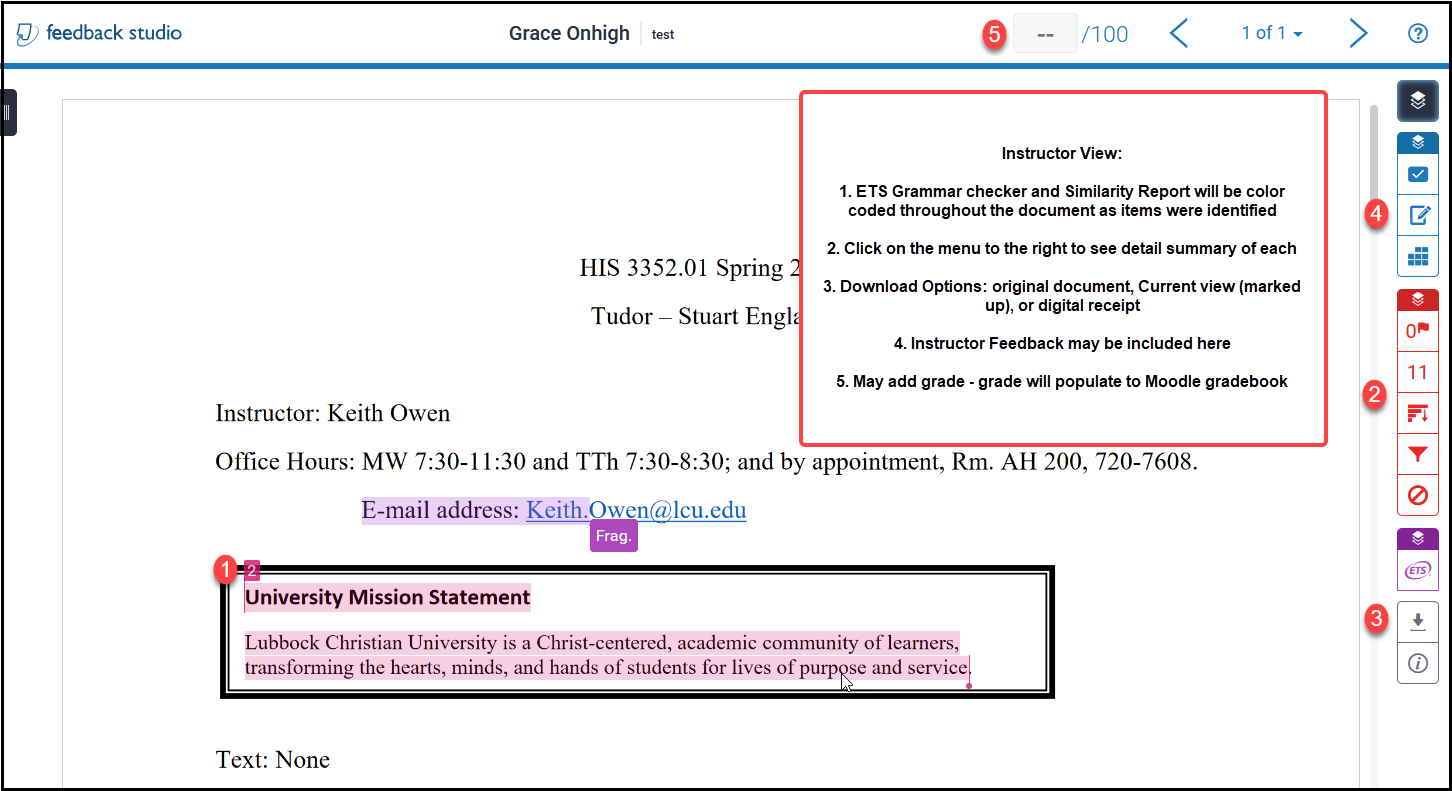 feedback studio
Grace Onhigh
test
5
--
/100
1 of 1
Instructor View:
1. ETS Grammar checker and Similarity Report will be color
coded throughout the document as items were identified
2. Click on the menu to the right to see detail summary of each
3. Download Options: original document, Current view (marked
up), or digital receipt
4. Instructor Feedback may be included here
5. May add grade - grade will populate to Moodle gradebook
4
HIS 3352.01 Spring 2
Tudor – Stuart Engla
0
11
2
Instructor: Keith Owen
Office Hours: MW 7:30-11:30 and TTh 7:30-8:30; and by appointment, Rm. AH 200, 720-7608.
E-mail address: Keith.Owen@lcu.edu
Frag.
ETS
1
2
University Mission Statement
3
Lubbock Christian University is a Christ-centered, academic community of learners,
transforming the hearts, minds, and hands of students for lives of purpose and service.
Text: None